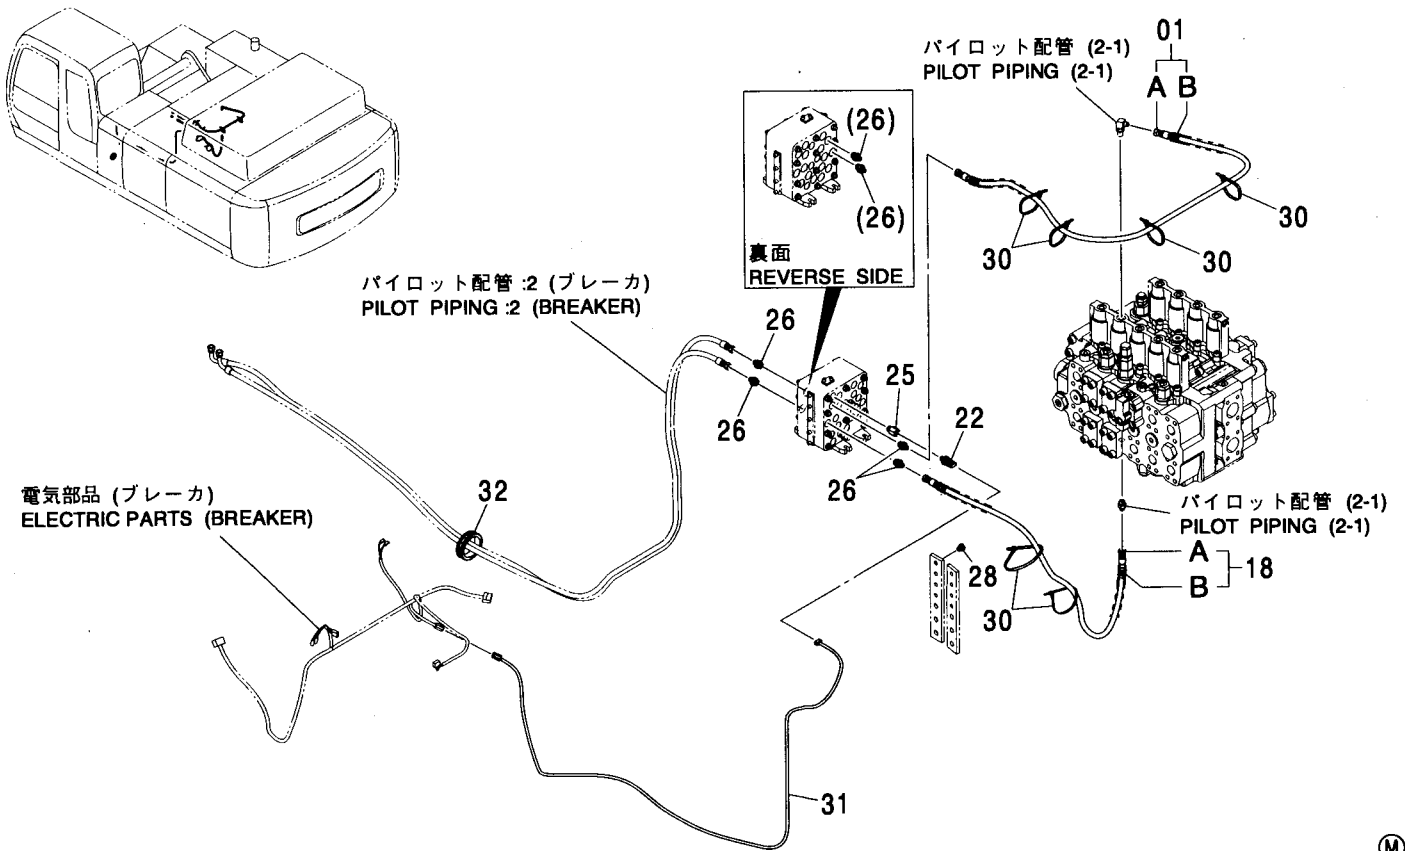 パイロット配管 (2-1)
PILOT PIPING (2-1)
01
A B
(26)
(26)
裏面
REVERSE SIDE
30
30
30
パイロット配管 :2 (ブレーカ)
PILOT PIPING :2 (BREAKER)
26
26
25
22
26
電気部品 (ブレーカ)
ELECTRIC PARTS (BREAKER)
32
パイロット配管 (2-1)
PILOT PIPING (2-1)
A
B
18
28
30
31
M